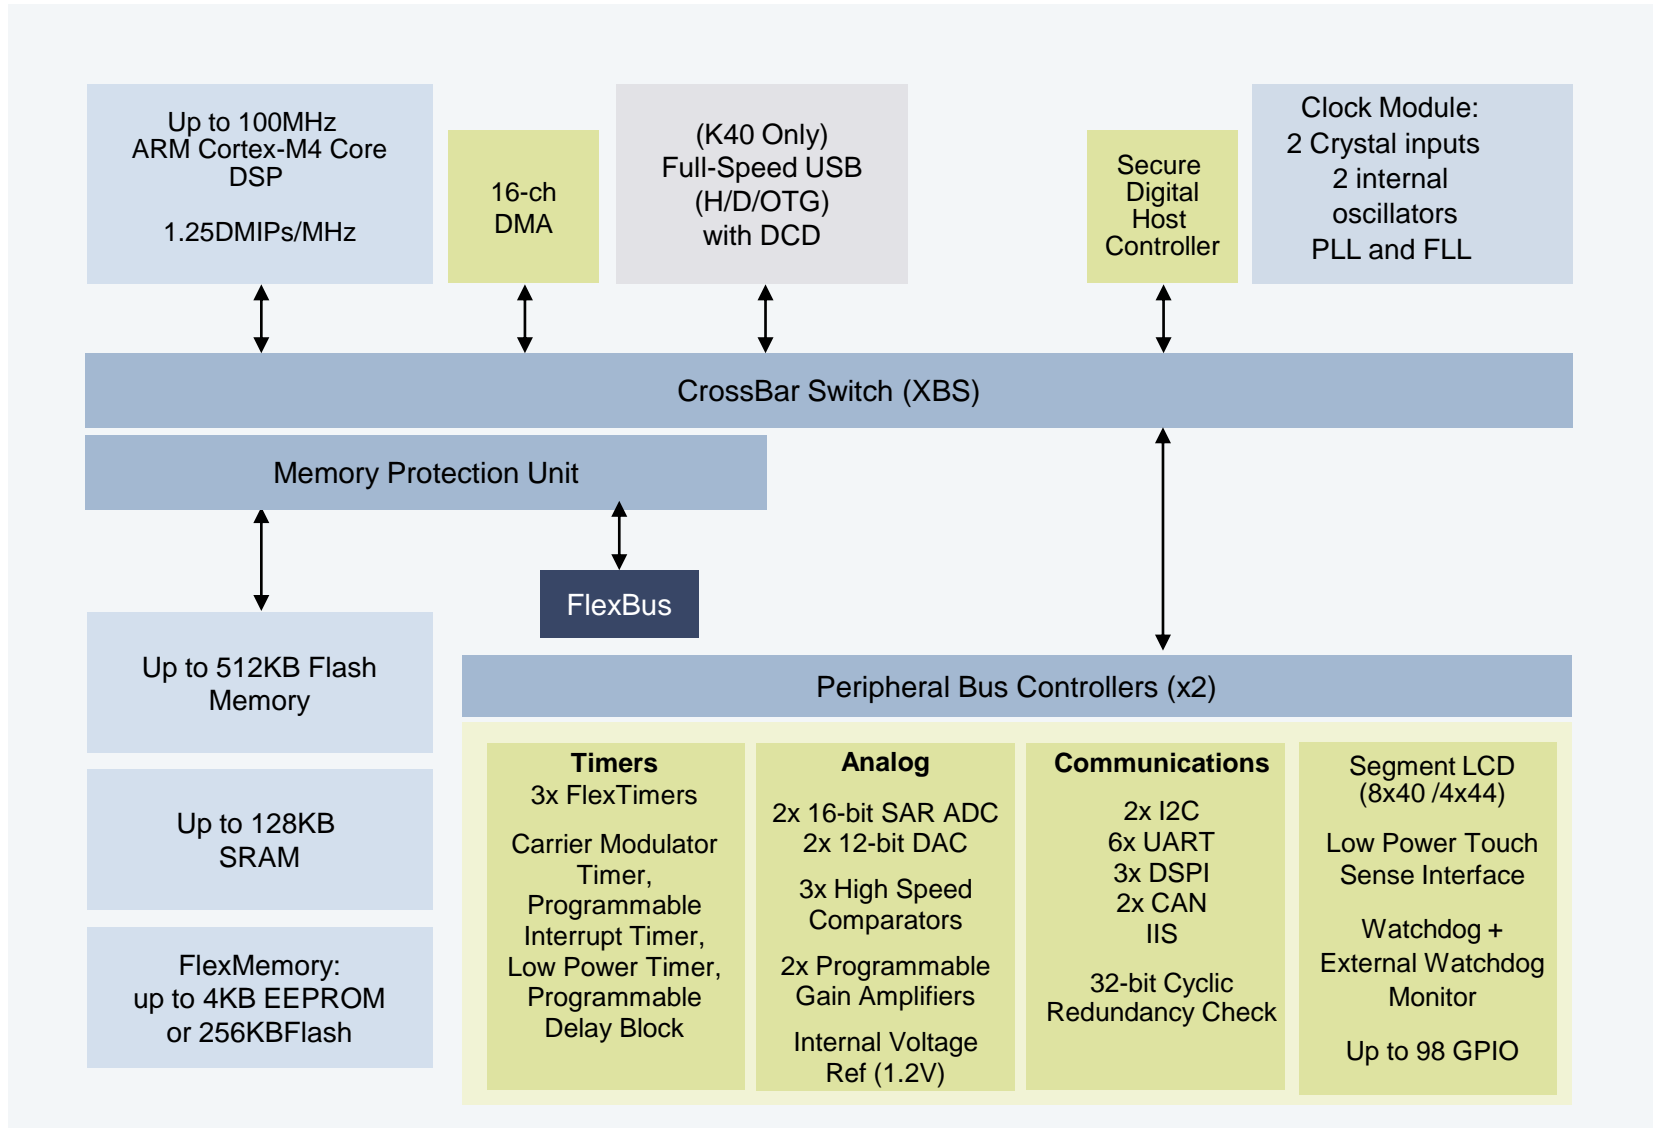 Up to 100MHz
ARM Cortex-M4 Core
DSP
1.25DMIPs/MHz
16-ch
DMA
(K40 Only)
Full-Speed USB
(H/D/OTG)
with DCD
Secure
Digital
Host
Controller
Clock Module:
2 Crystal inputs
2 internal
oscillators
PLL and FLL
CrossBar Switch (XBS)
Memory Protection Unit
FlexBus
Up to 512KB Flash
Memory
Up to 128KB
SRAM
FlexMemory:
up to 4KB EEPROM
or 256KBFlash
Peripheral Bus Controllers (x2)
Timers
3x FlexTimers
Carrier Modulator
Timer,
Programmable
Interrupt Timer,
Low Power Timer,
Programmable
Delay Block
Analog
2x 16-bit SAR ADC
2x 12-bit DAC
3x High Speed
Comparators
2x Programmable
Gain Amplifiers
Internal Voltage
Ref (1.2V)
Communications
2x I2C
6x UART
3x DSPI
2x CAN
IIS
32-bit Cyclic
Redundancy Check
Segment LCD
(8x40 /4x44)
Low Power Touch
Sense Interface
Watchdog +
External Watchdog
Monitor
Up to 98 GPIO